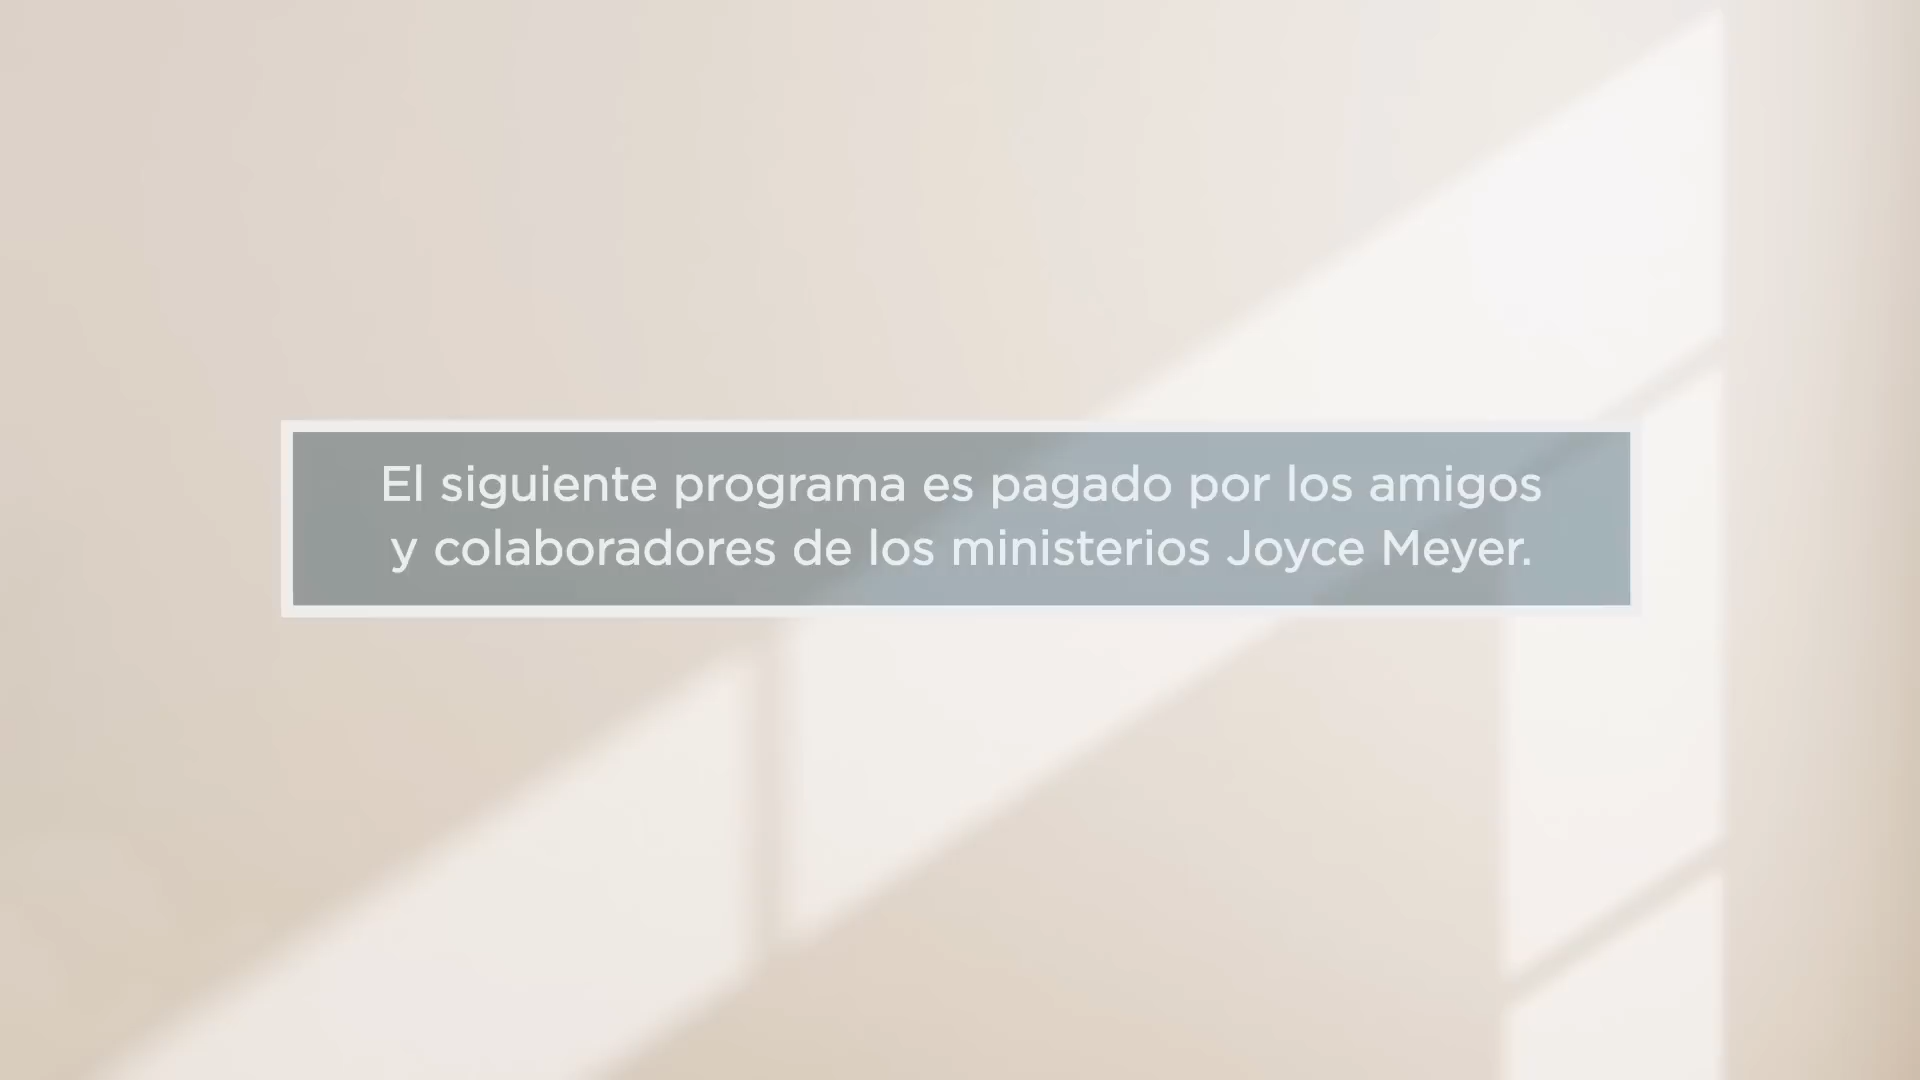 El siguiente programa es pagado por los amigos
y colaboradores de los ministerios Joyce Meyer.